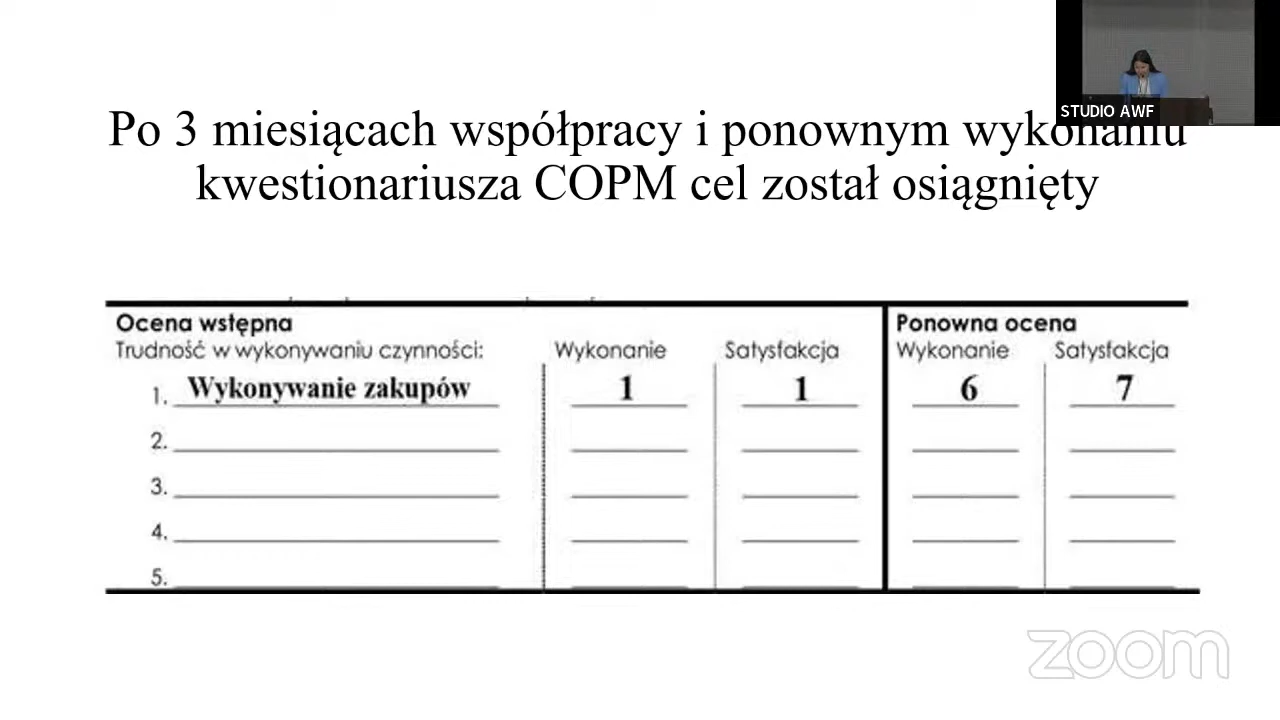 STUDIO AWF
Po 3 miesiącach współpracy i ponownym wykonaniu
kwestionariusza COPM cel został osiągnięty
Ocena wstępna
Trudność w wykonywaniu czynności: Wykonanie Satysfakcja
Ponowna ocena
Wykonanie Satysfakcja
1. Wykonywanie zakupów 1 1 6 7
2.
3.
4.
5.
zoom